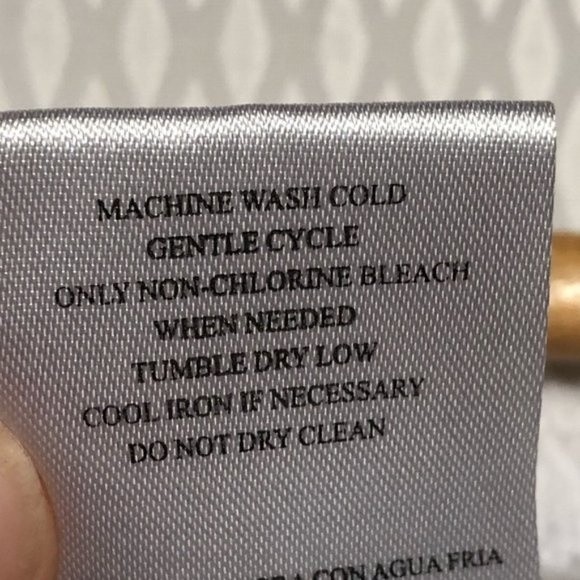 MACHINE WASH COLD
GENTLE CYCLE
ONLY NON-CHLORINE BLEACH
WHEN NEEDED
TUMBLE DRY LOW
COOL IRON IF NECESSARY
DO NOT DRY CLEAN
CON AGUA FRIA